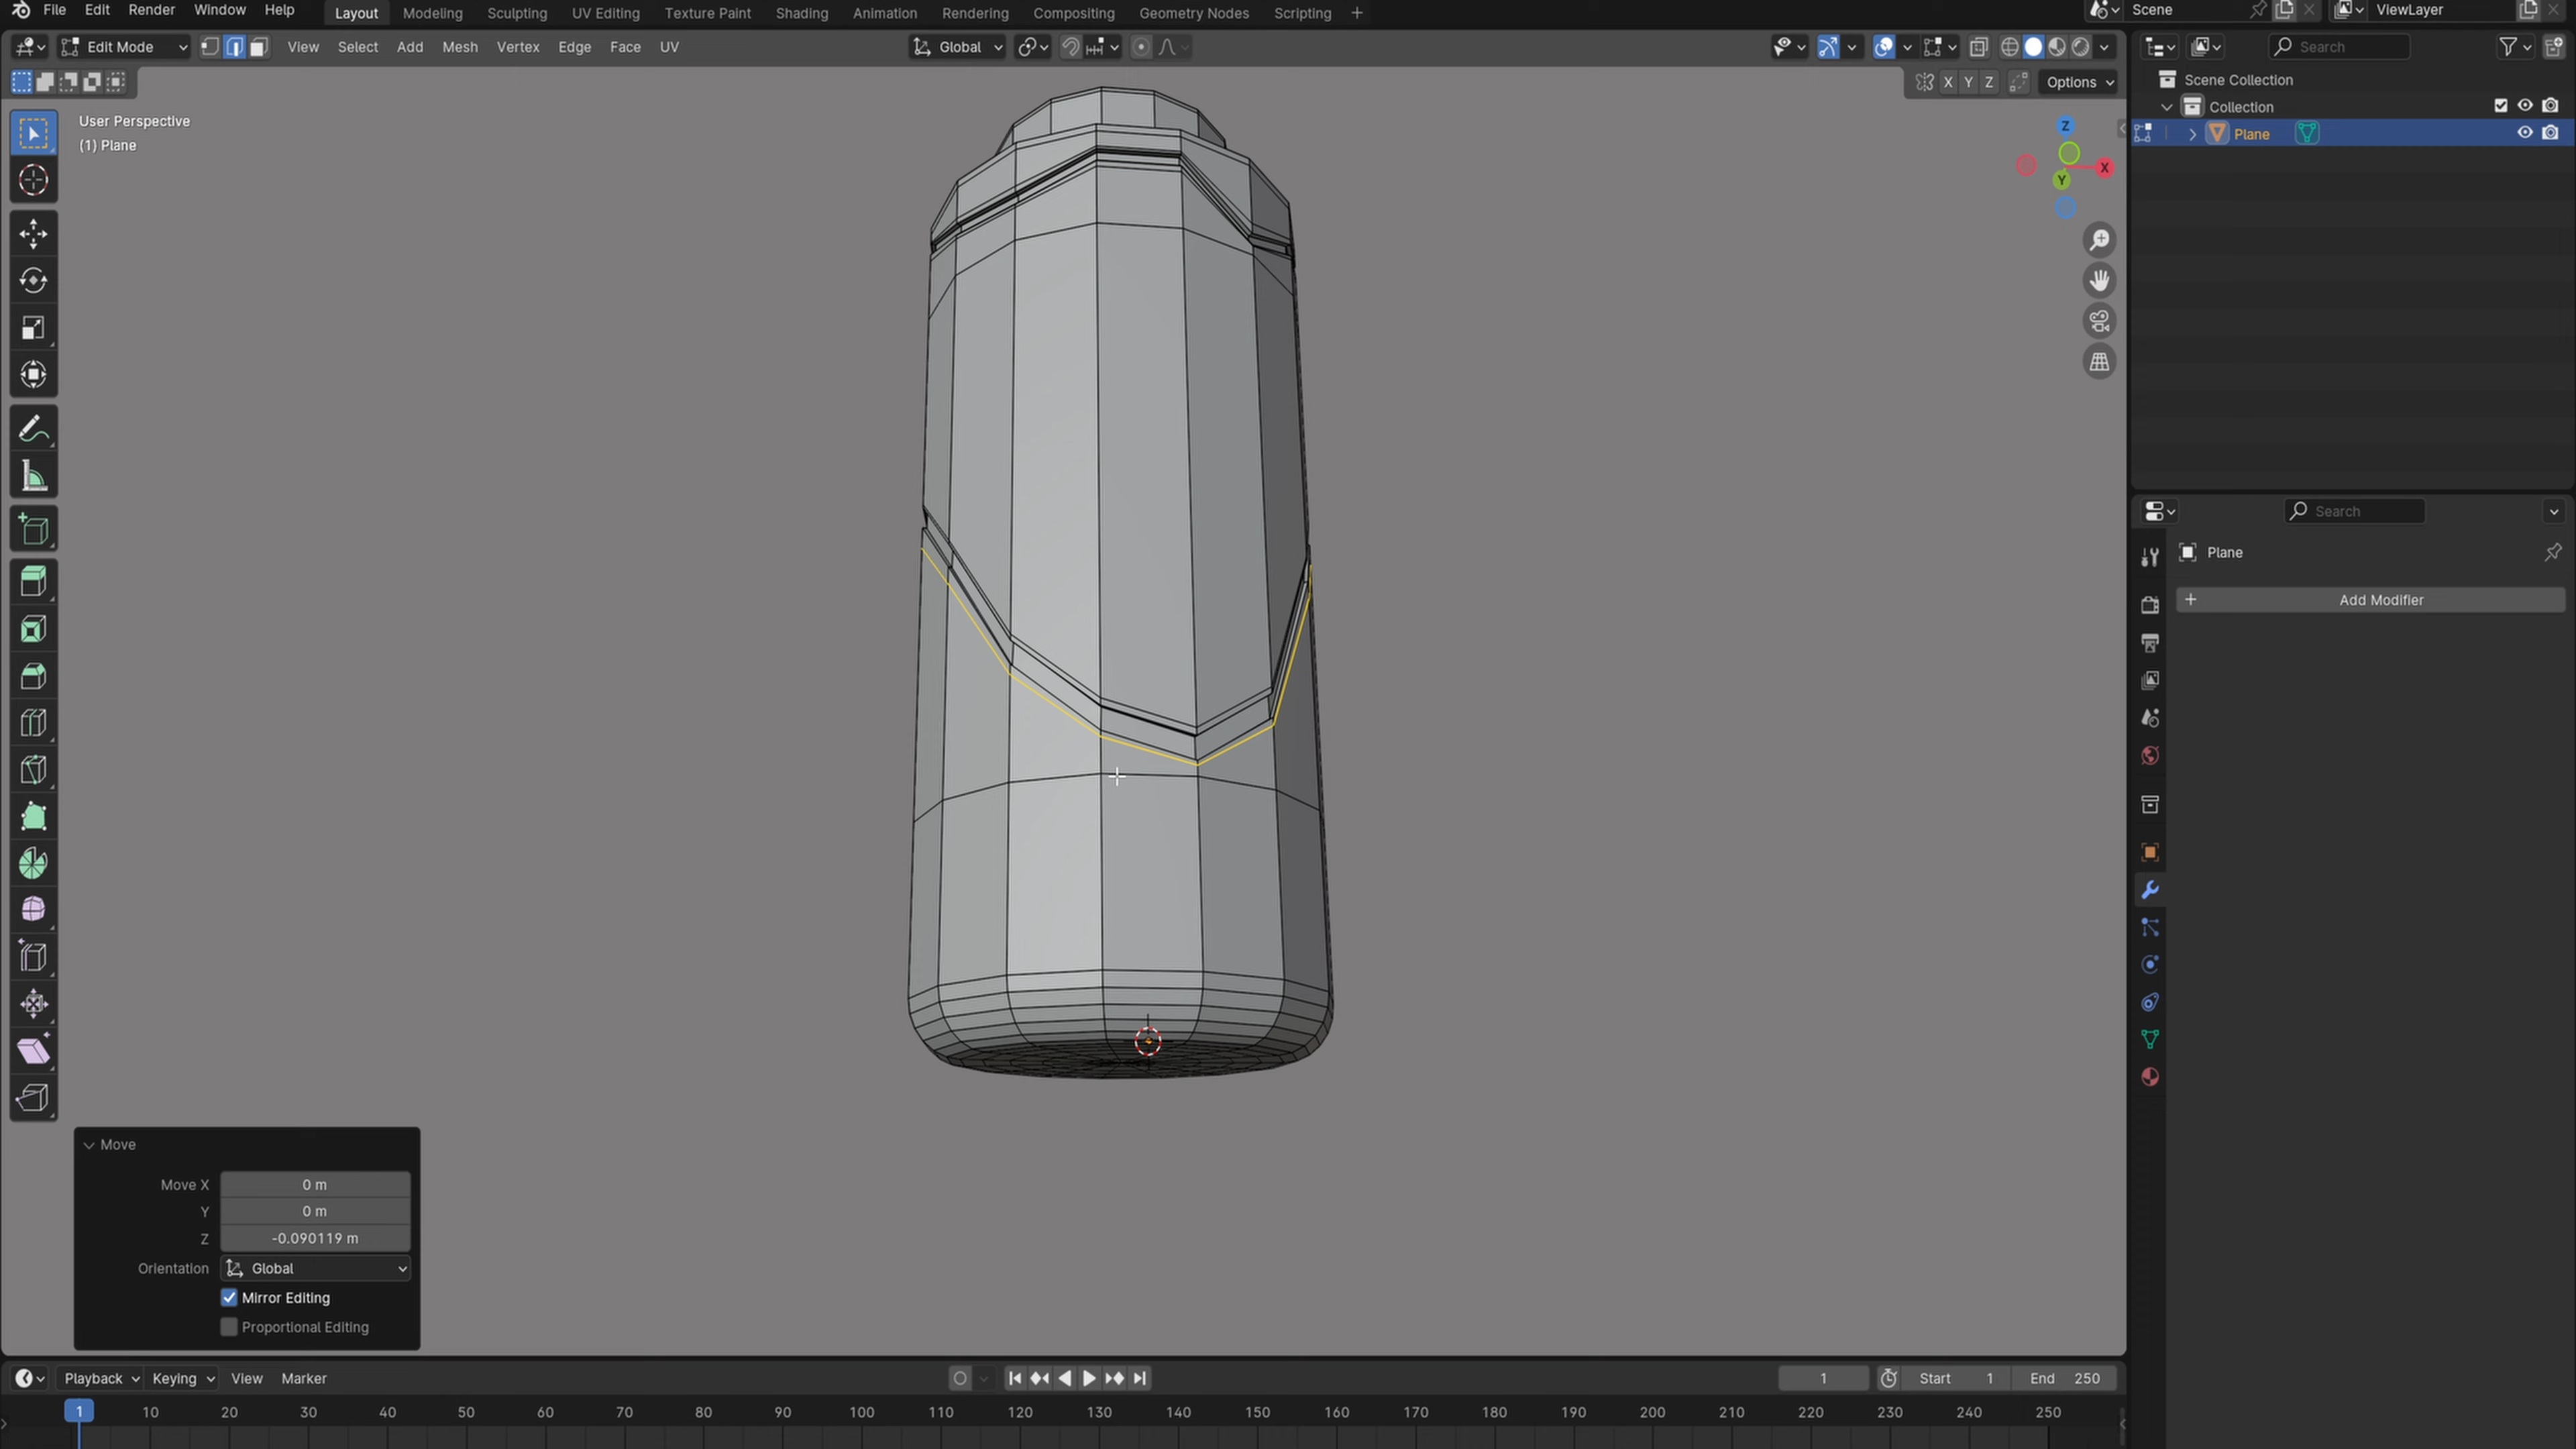 File Edit Render Window Help Layout Modeling Sculpting UV Editing Texture Paint Shading Animation Rendering Compositing Geometry Nodes Scripting + Scene ViewLayer
Edit Mode View Select Add Mesh Vertex Edge Face UV Global Search
X Y Z Options
Scene Collection
Collection
Plane
User Perspective
(1) Plane
Z
X
Y
Search
Plane
+ Add Modifier
Move
Move X 0 m
Y 0 m
Z -0.090119 m
Orientation Global
Mirror Editing
Proportional Editing
Playback Keying View Marker 1 Start 1 End 250
1 10 20 30 40 50 60 70 80 90 100 110 120 130 140 150 160 170 180 190 200 210 220 230 240 250